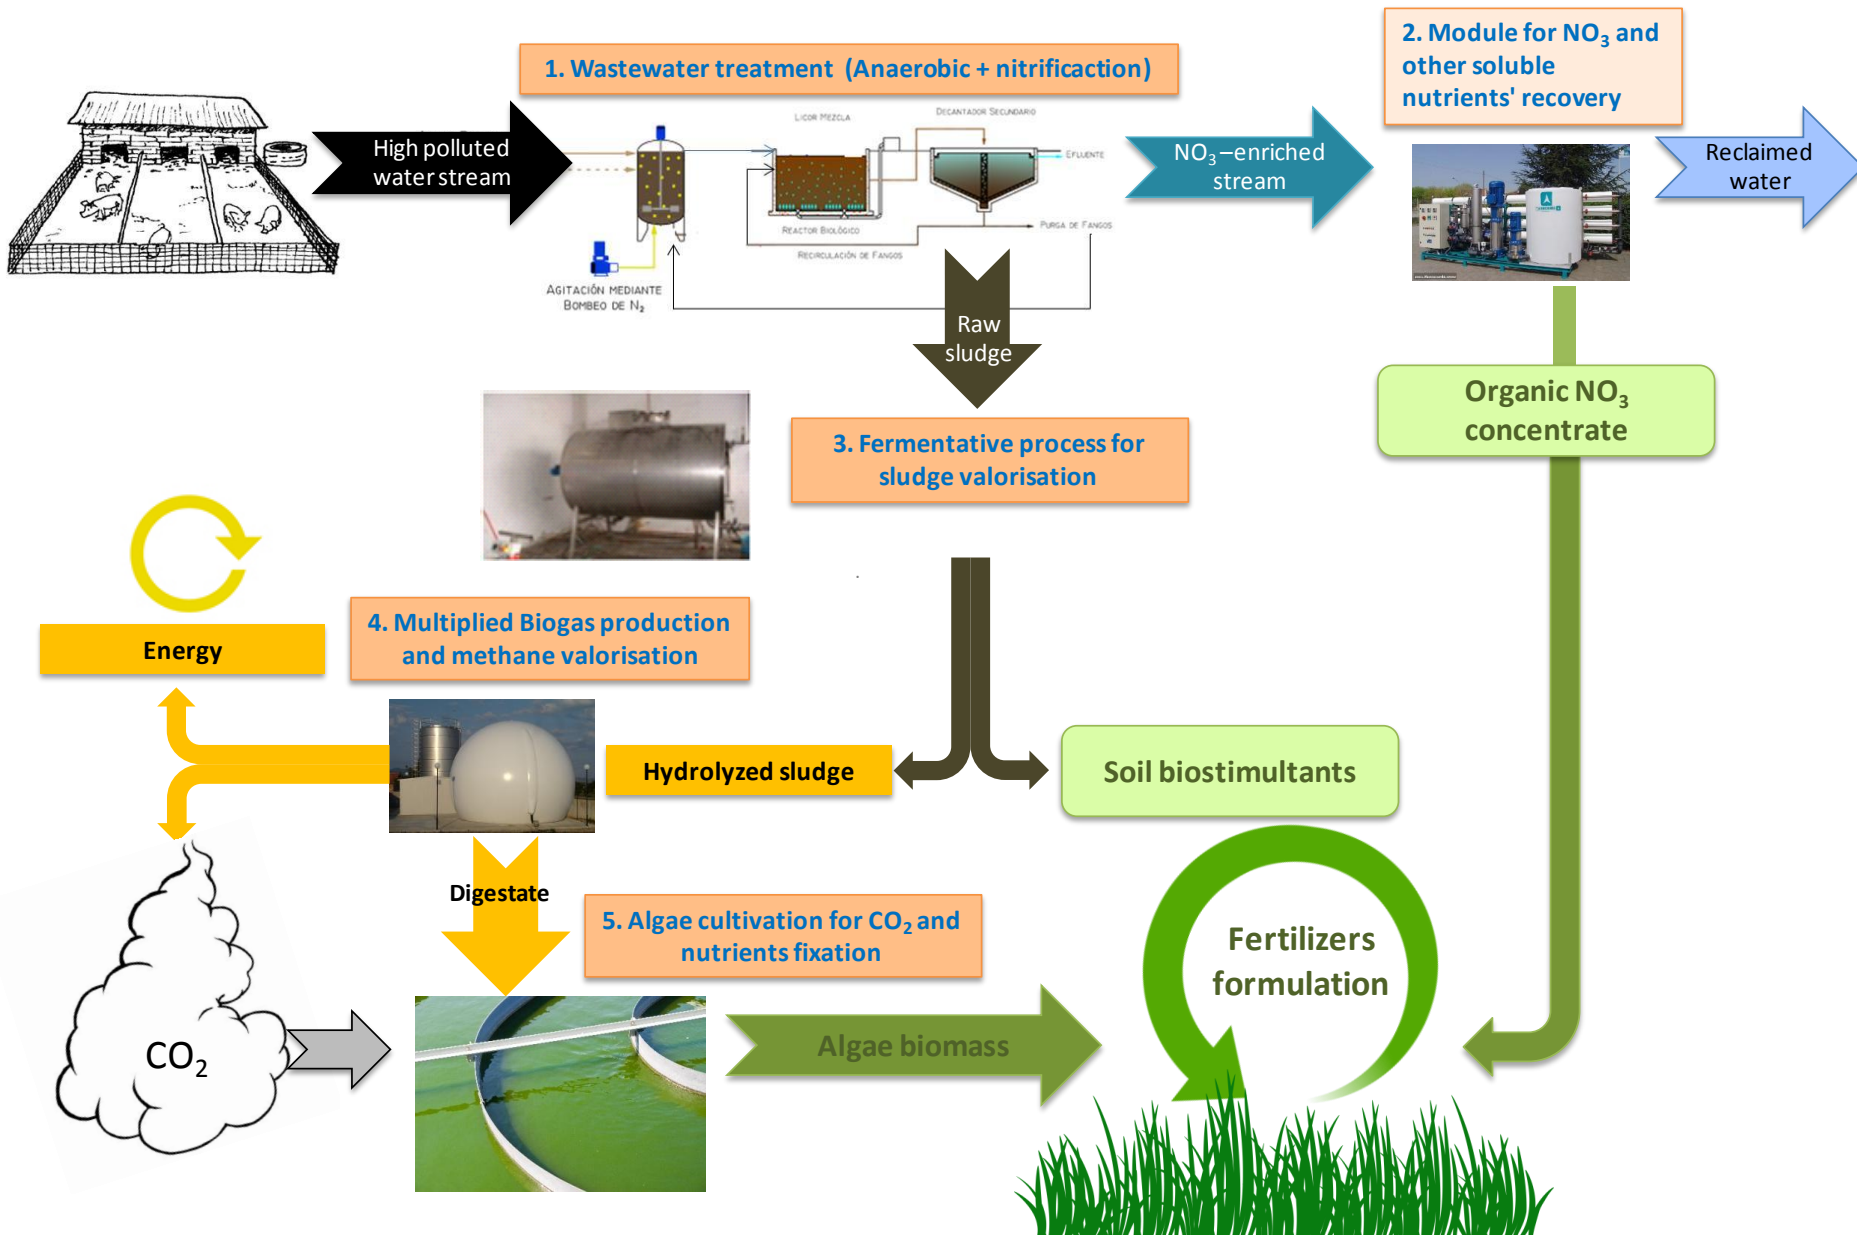 1. Wastewater treatment (Anaerobic + nitrificaction)
2. Module for NO₃ and
other soluble
nutrients' recovery
High polluted
water stream
LICOR MEZCLA
DECANTADOR SECUNDARIO
EFLUENTE
REACTOR BIOLÓGICO
PURGA DE FANGOS
RECIRCULACIÓN DE FANGOS
AGITACIÓN MEDIANTE
BOMBEO DE N₂
NO₃–enriched
stream
Reclaimed
water
Raw
sludge
Organic NO₃
concentrate
3. Fermentative process for
sludge valorisation
4. Multiplied Biogas production
and methane valorisation
Energy
Hydrolyzed sludge
Soil biostimultants
Digestate
5. Algae cultivation for CO₂ and
nutrients fixation
Fertilizers
formulation
CO₂
Algae biomass